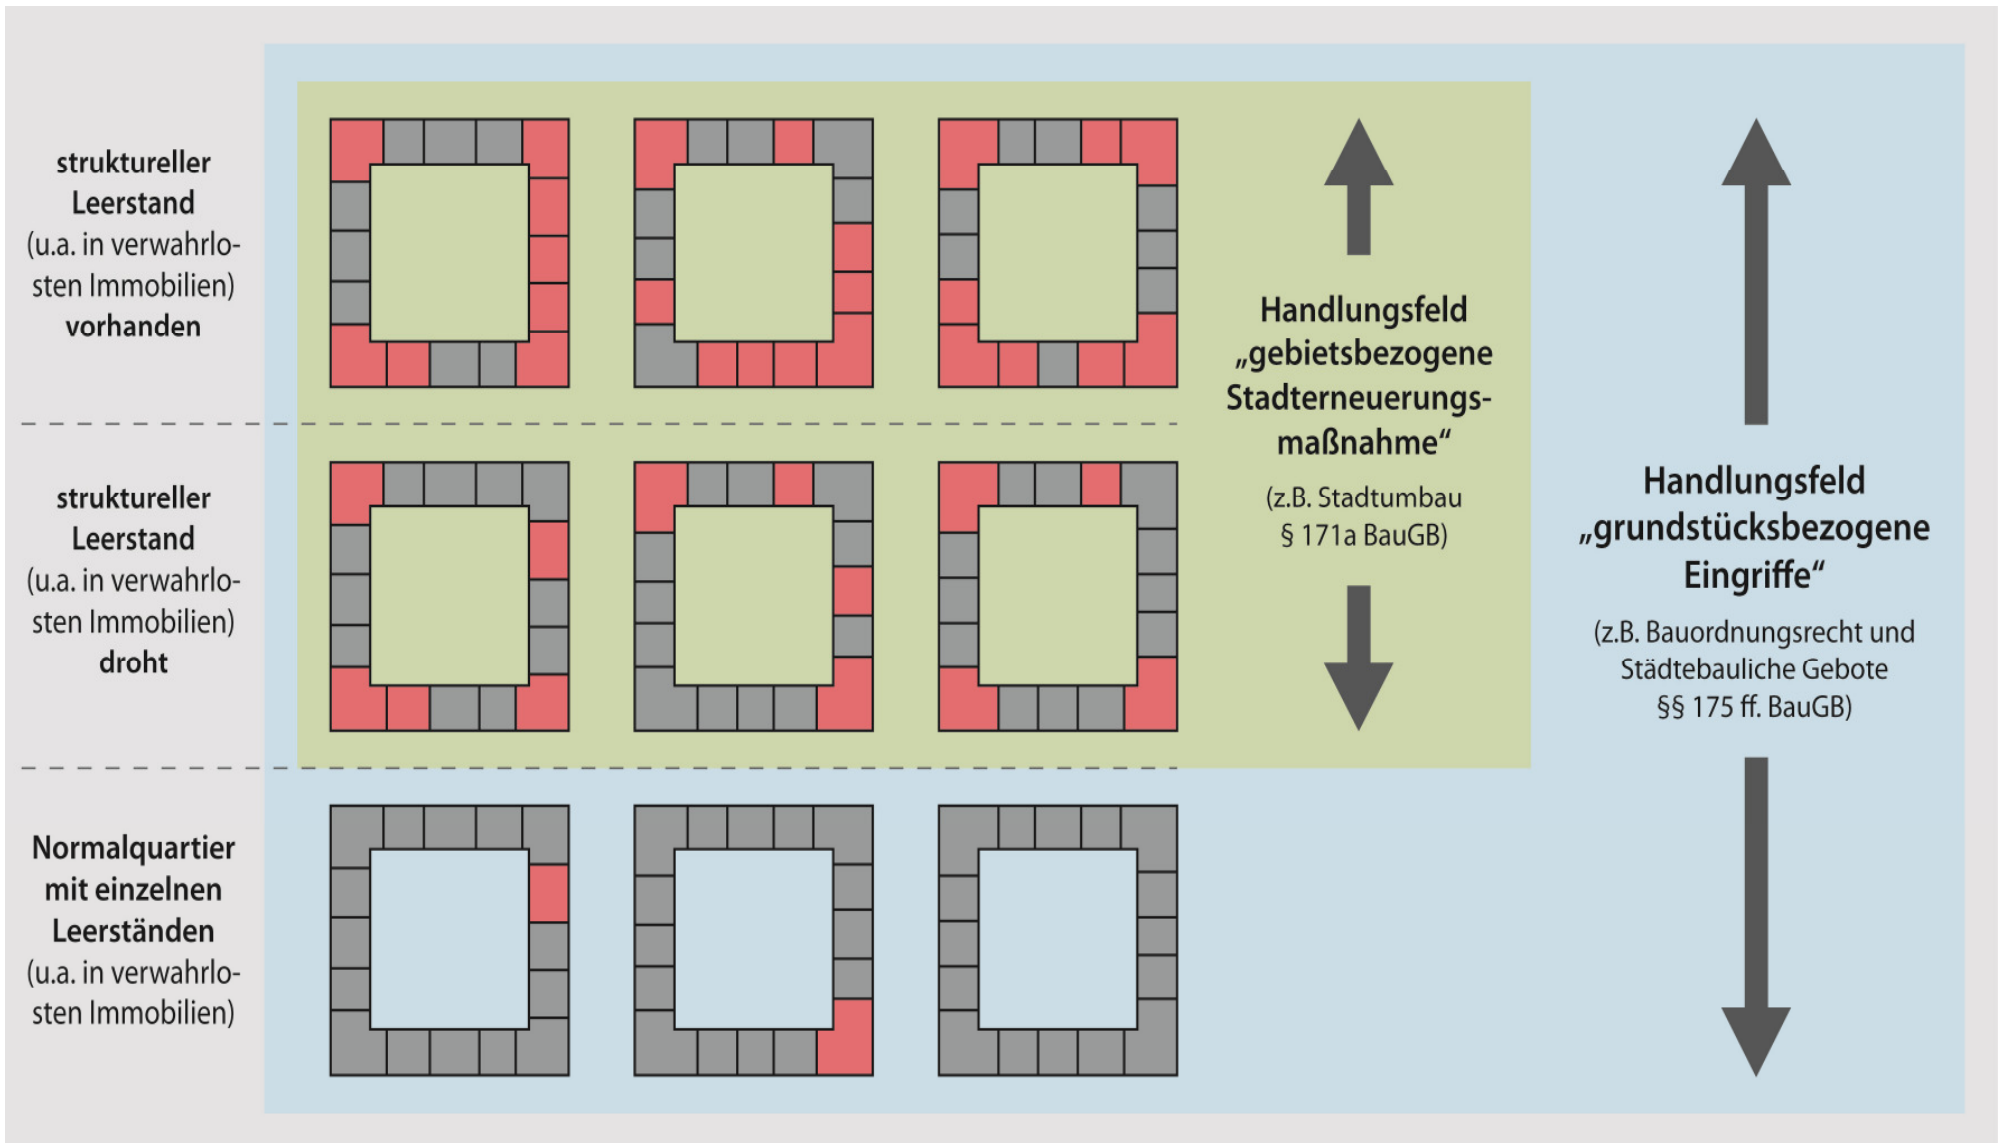 struktureller
Leerstand
(u.a. in verwahrlo-
sten Immobilien)
vorhanden
struktureller
Leerstand
(u.a. in verwahrlo-
sten Immobilien)
droht
Normalquartier
mit einzelnen
Leerständen
(u.a. in verwahrlo-
sten Immobilien)
Handlungsfeld
„gebietsbezogene
Stadterneuerungs-
maßnahme“
(z.B. Stadtumbau
§ 171a BauGB)
Handlungsfeld
„grundstücksbezogene
Eingriffe“
(z.B. Bauordnungsrecht und
Städtebauliche Gebote
§§ 175 ff. BauGB)